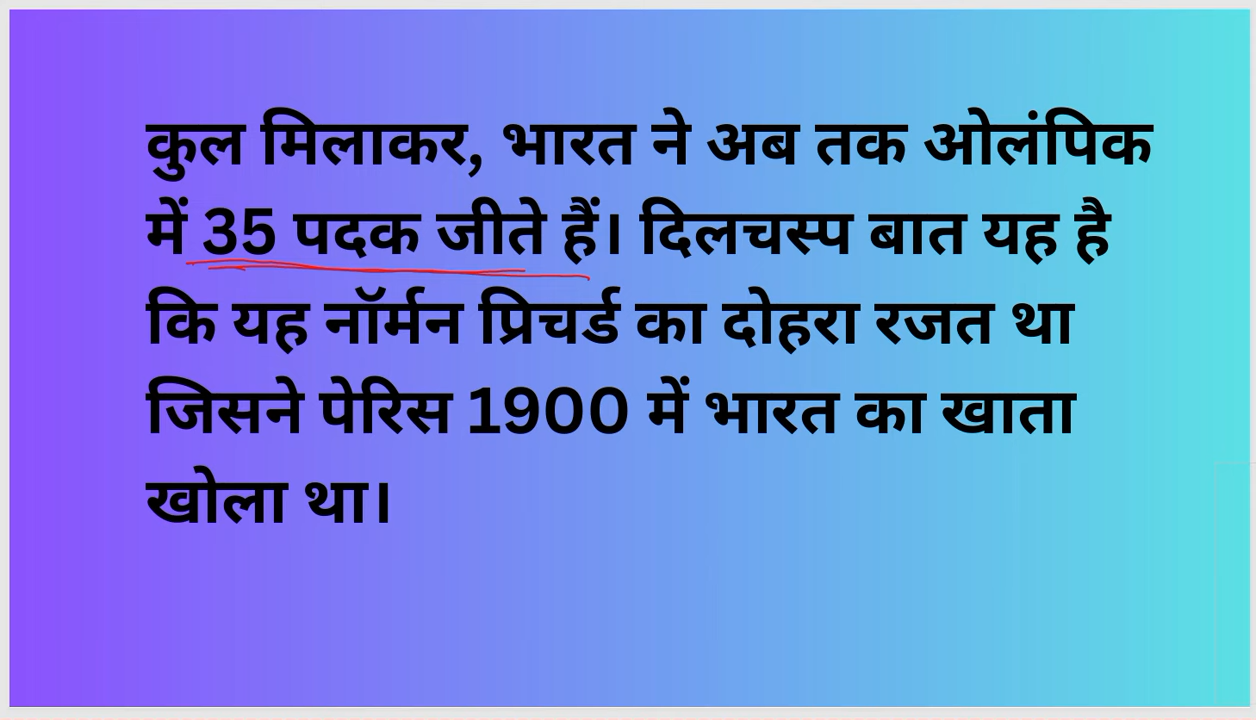 कुल मिलाकर, भारत ने अब तक ओलंपिक
में 35 पदक जीते हैं। दिलचस्प बात यह है
कि यह नॉर्मन प्रिचर्ड का दोहरा रजत था
जिसने पेरिस 1900 में भारत का खाता
खोला था।